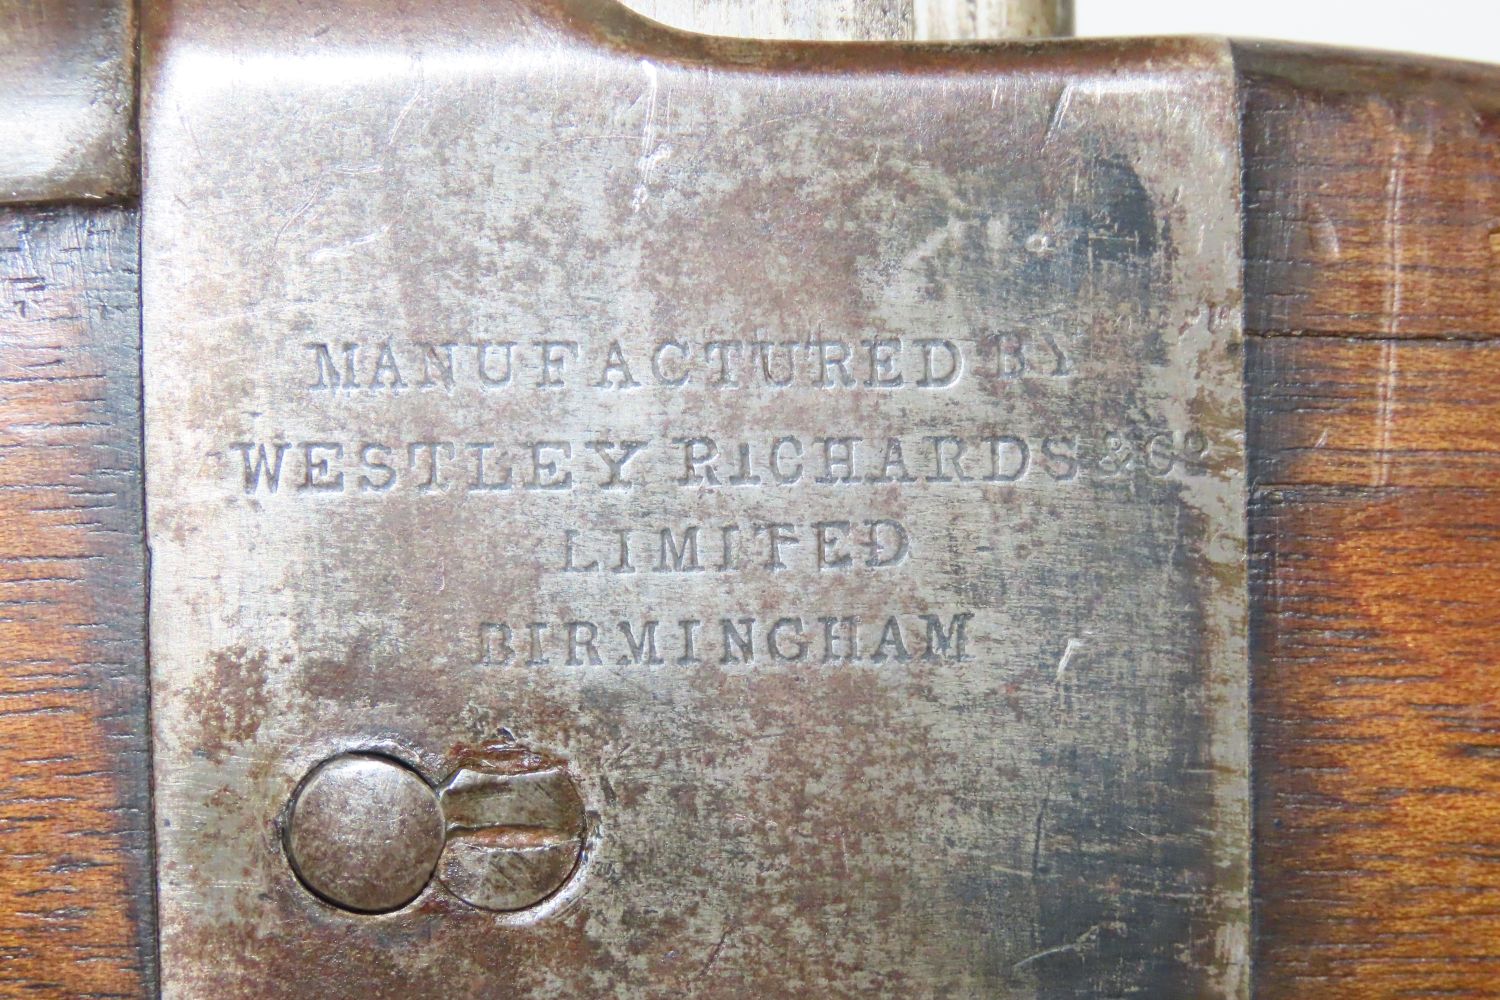 MANUFACTURED BY
WESTLEY RICHARDS & Co
LIMITED
BIRMINGHAM